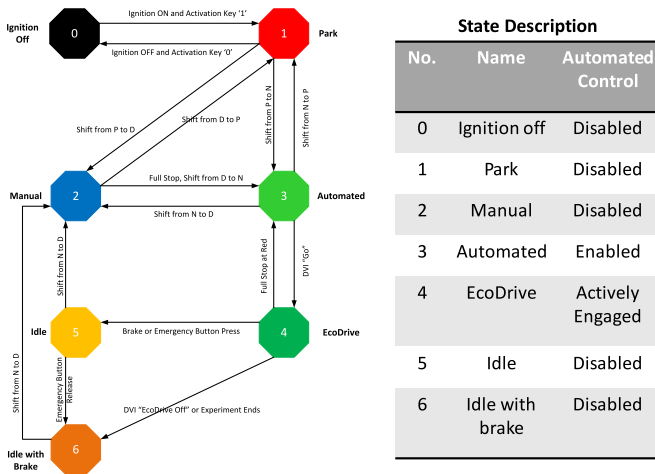 Ignition ON and Activation Key ‘1’
Ignition
Off
0
1
Park
Ignition OFF and Activation Key ‘0’
Shift from P to D
Shift from D to P
Shift from P to N
Shift from N to P
Manual
2
Full Stop, Shift from D to N
Shift from N to D
3
Automated
Shift from N to D
Full Stop at Red
DVI “Go”
Idle
5
Brake or Emergency Button Press
4
EcoDrive
Shift from N to D
Emergency Button
Release
DVI “EcoDrive Off” or Experiment Ends
Idle with
Brake
6
State Description
No. Name Automated
Control
0 Ignition off Disabled
1 Park Disabled
2 Manual Disabled
3 Automated Enabled
4 EcoDrive Actively
Engaged
5 Idle Disabled
6 Idle with Disabled
brake